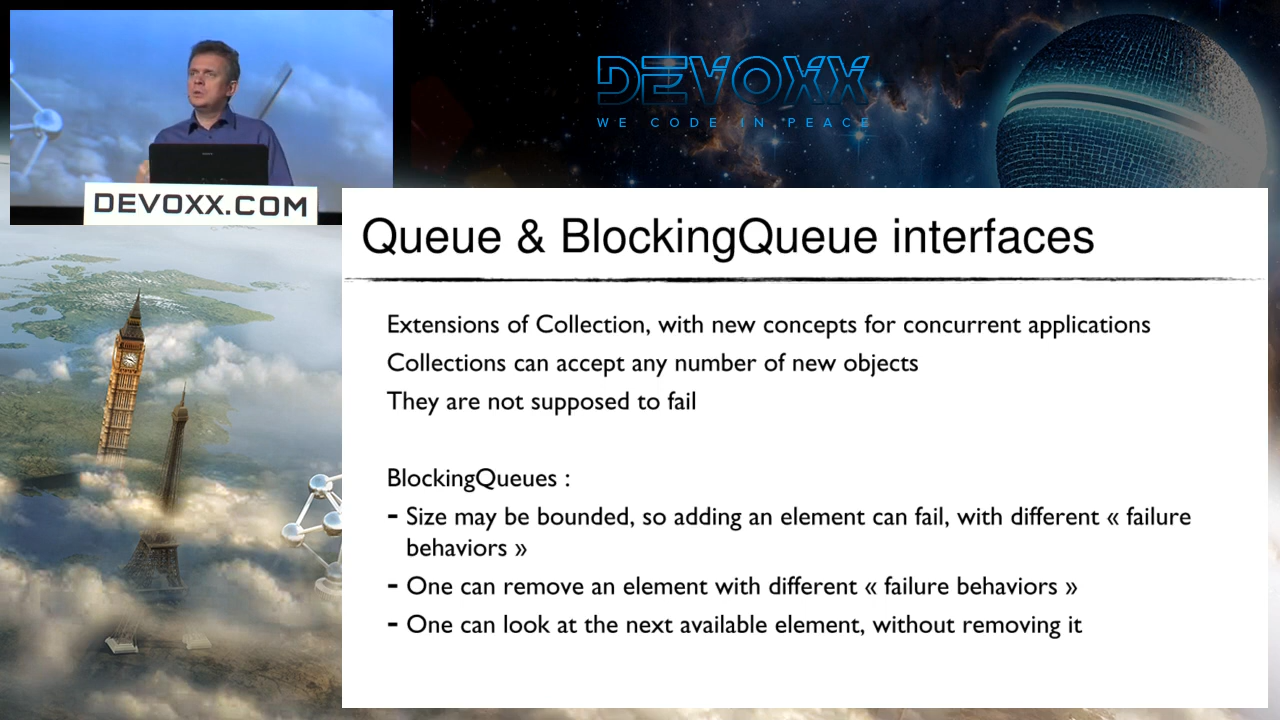 DEVOXX
WE CODE IN PEACE
DEVOXX.COM
Queue & BlockingQueue interfaces
Extensions of Collection, with new concepts for concurrent applications
Collections can accept any number of new objects
They are not supposed to fail
BlockingQueues :
- Size may be bounded, so adding an element can fail, with different « failure
behaviors »
- One can remove an element with different « failure behaviors »
- One can look at the next available element, without removing it